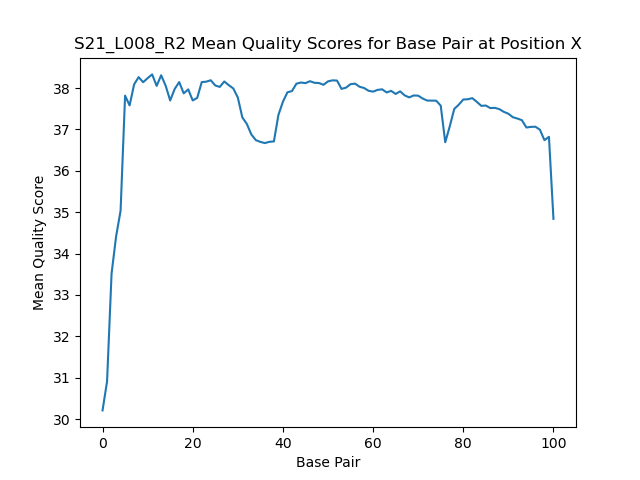 S21_L008_R2 Mean Quality Scores for Base Pair at Position X
38
37
36
35
34
33
32
31
30
Mean Quality Score
0 20 40 60 80 100
Base Pair